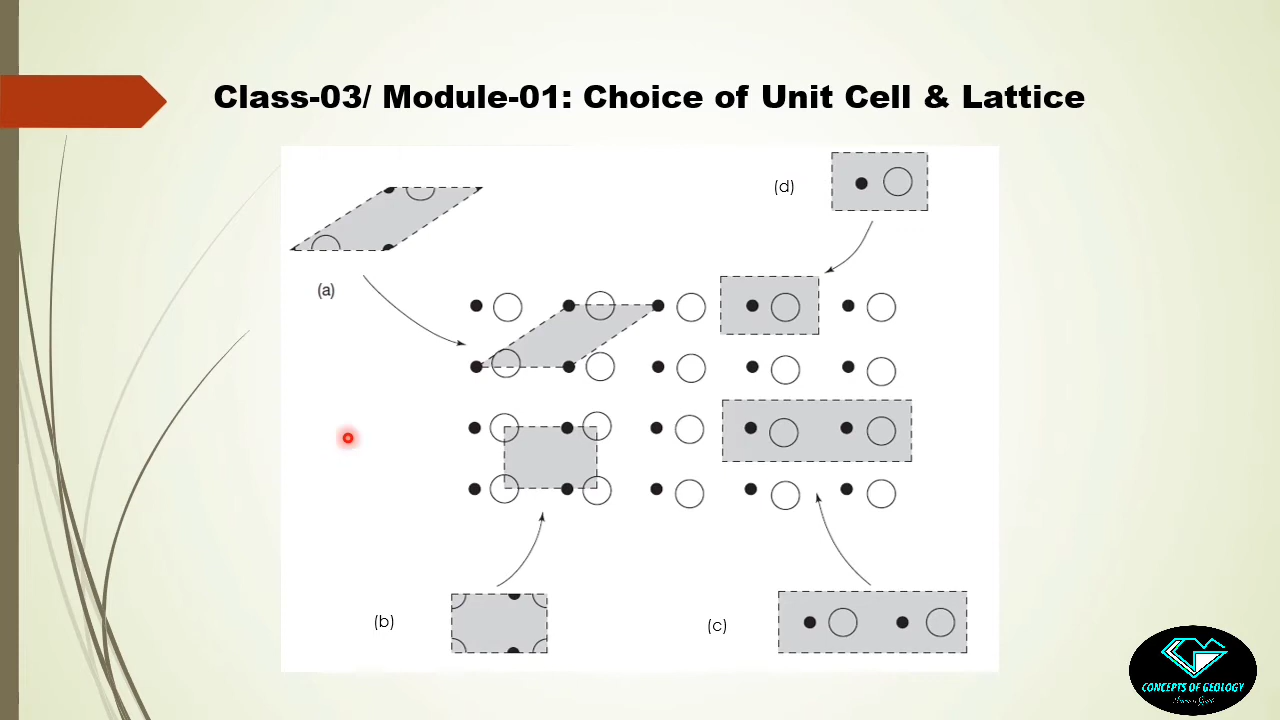 Class-03/ Module-01: Choice of Unit Cell & Lattice
(d)
(a)
(b)
(c)
CONCEPTS OF GEOLOGY